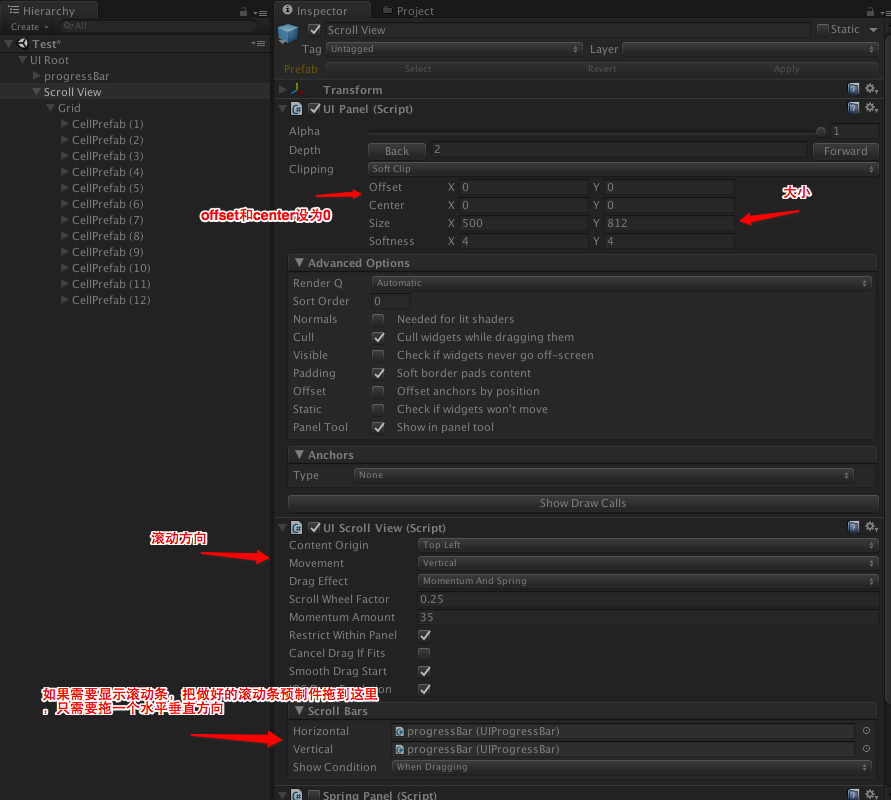 Hierarchy
Create
All
Test*
UI Root
progressBar
Scroll View
Grid
CellPrefab (1)
CellPrefab (2)
CellPrefab (3)
CellPrefab (4)
CellPrefab (5)
CellPrefab (6)
CellPrefab (7)
CellPrefab (8)
CellPrefab (9)
CellPrefab (10)
CellPrefab (11)
CellPrefab (12)
Inspector
Project
Scroll View
Static
Tag Untagged Layer
Prefab Select Revert Apply
Transform
UI Panel (Script)
Alpha 1
Depth Back 2 Forward
Clipping Soft Clip
Offset X 0 Y 0
Center X 0 Y 0
Size X 500 Y 812
Softness X 4 Y 4
offset和center设为0
大小
Advanced Options
Render Q Automatic
Sort Order 0
Normals Needed for lit shaders
Cull Cull widgets while dragging them
Visible Check if widgets never go off-screen
Padding Soft border pads content
Offset Offset anchors by position
Static Check if widgets won't move
Panel Tool Show in panel tool
Anchors
Type None
Show Draw Calls
UI Scroll View (Script)
滚动方向
Content Origin Top Left
Movement Vertical
Drag Effect Momentum And Spring
Scroll Wheel Factor 0.25
Momentum Amount 35
Restrict Within Panel
Cancel Drag If Fits
Smooth Drag Start
如果需要显示滚动条，把做好的滚动条预制件拖到这里
，只需要拖一个水平垂直方向
Scroll Bars
Horizontal progressBar (UIProgressBar)
Vertical progressBar (UIProgressBar)
Show Condition When Dragging
Spring Panel (Script)